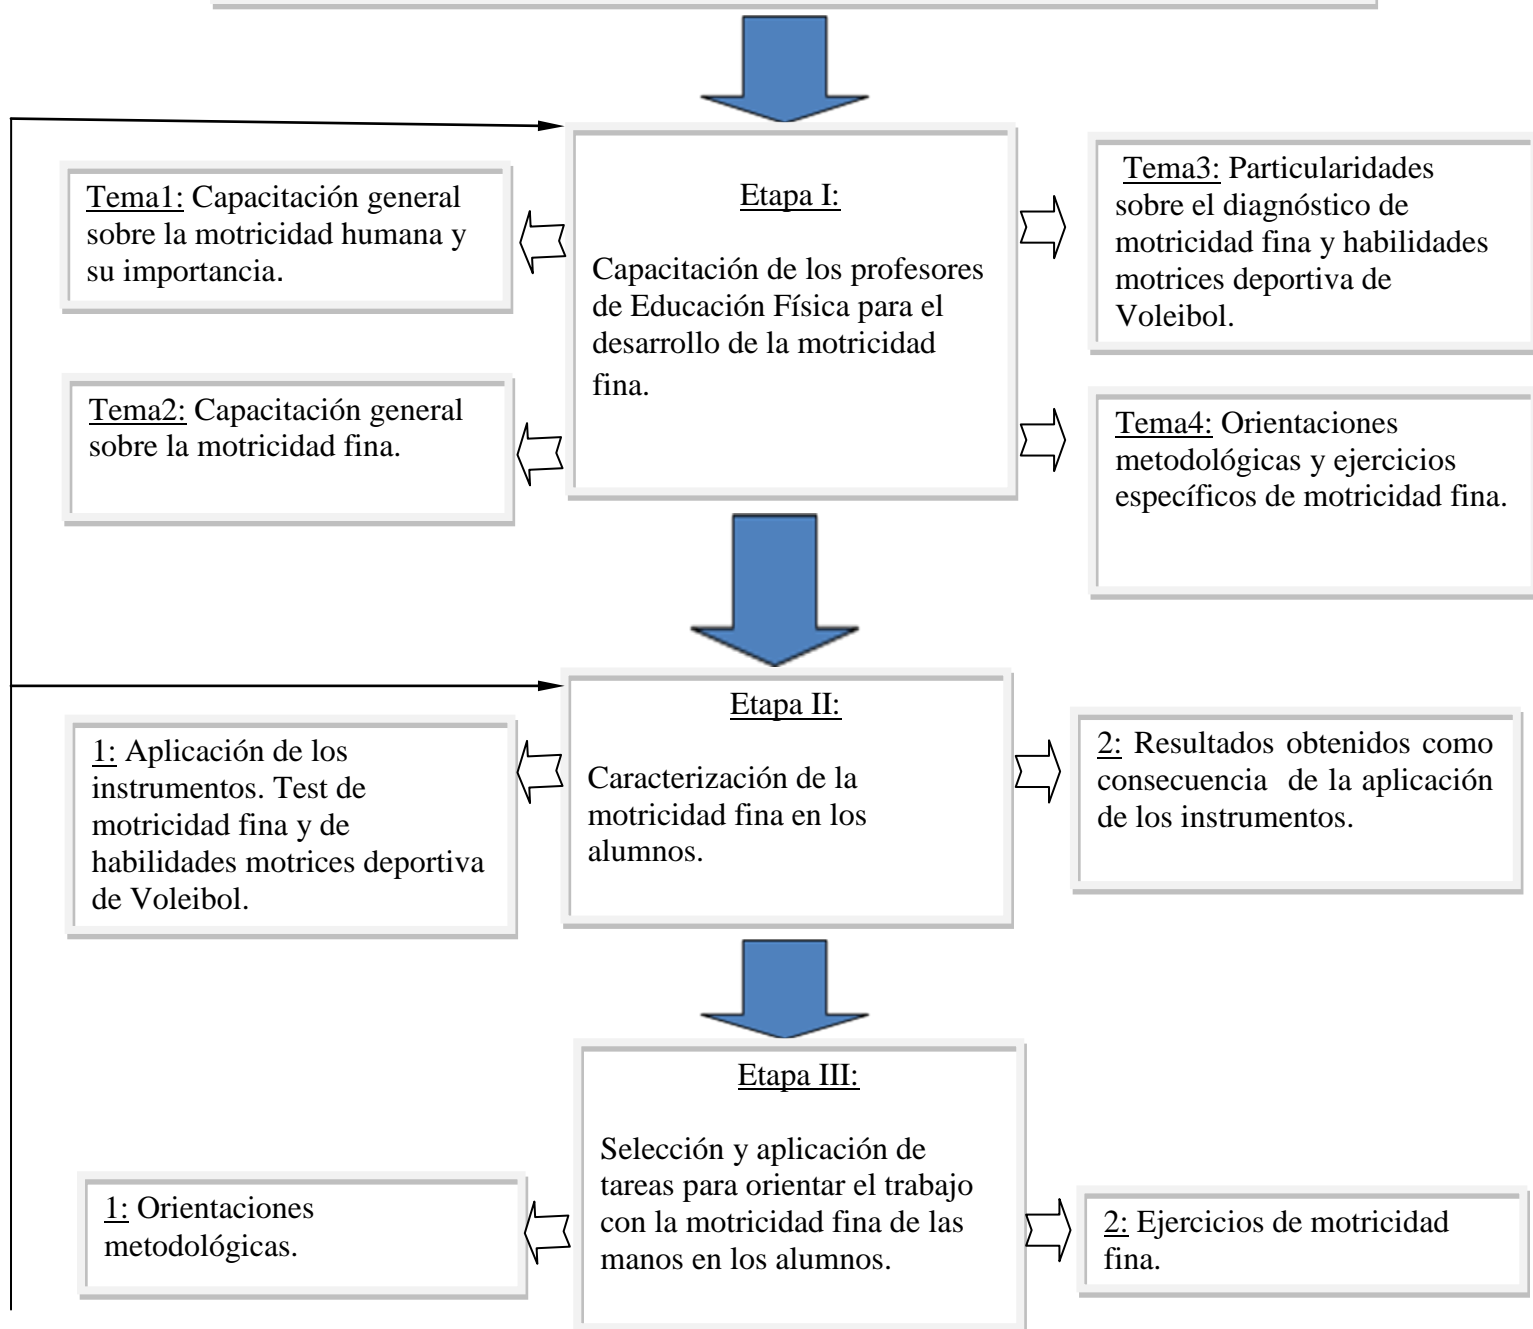 Tema1: Capacitación general
sobre la motricidad humana y
su importancia.
Tema2: Capacitación general
sobre la motricidad fina.
Etapa I:
Capacitación de los profesores
de Educación Física para el
desarrollo de la motricidad
fina.
Tema3: Particularidades
sobre el diagnóstico de
motricidad fina y habilidades
motrices deportiva de
Voleibol.
Tema4: Orientaciones
metodológicas y ejercicios
específicos de motricidad fina.
1: Aplicación de los
instrumentos. Test de
motricidad fina y de
habilidades motrices deportiva
de Voleibol.
Etapa II:
Caracterización de la
motricidad fina en los
alumnos.
2: Resultados obtenidos como
consecuencia de la aplicación
de los instrumentos.
1: Orientaciones
metodológicas.
Etapa III:
Selección y aplicación de
tareas para orientar el trabajo
con la motricidad fina de las
manos en los alumnos.
2: Ejercicios de motricidad
fina.